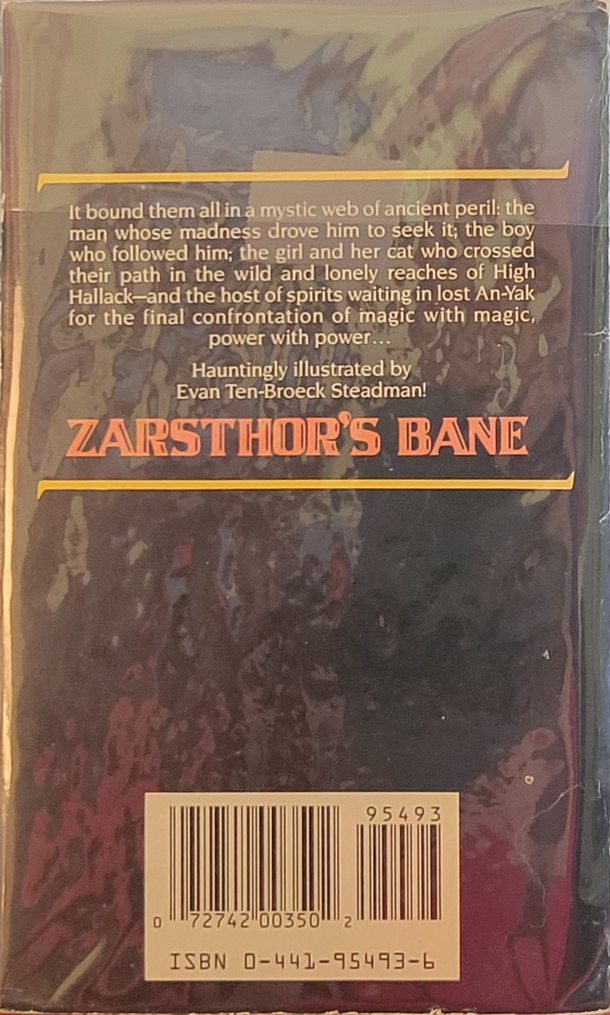 It bound them all in a mystic web of ancient peril: the
man whose madness drove him to seek it; the boy
who followed him; the girl and her cat who crossed
their path in the wild and lonely reaches of High
Hallack—and the host of spirits waiting in lost An-Yak
for the final confrontation of magic with magic,
power with power...
Hauntingly illustrated by
Evan Ten-Broeck Steadman!
ZARSTHOR'S BANE
95493
0 72742 00350 2
ISBN 0-441-95493-6